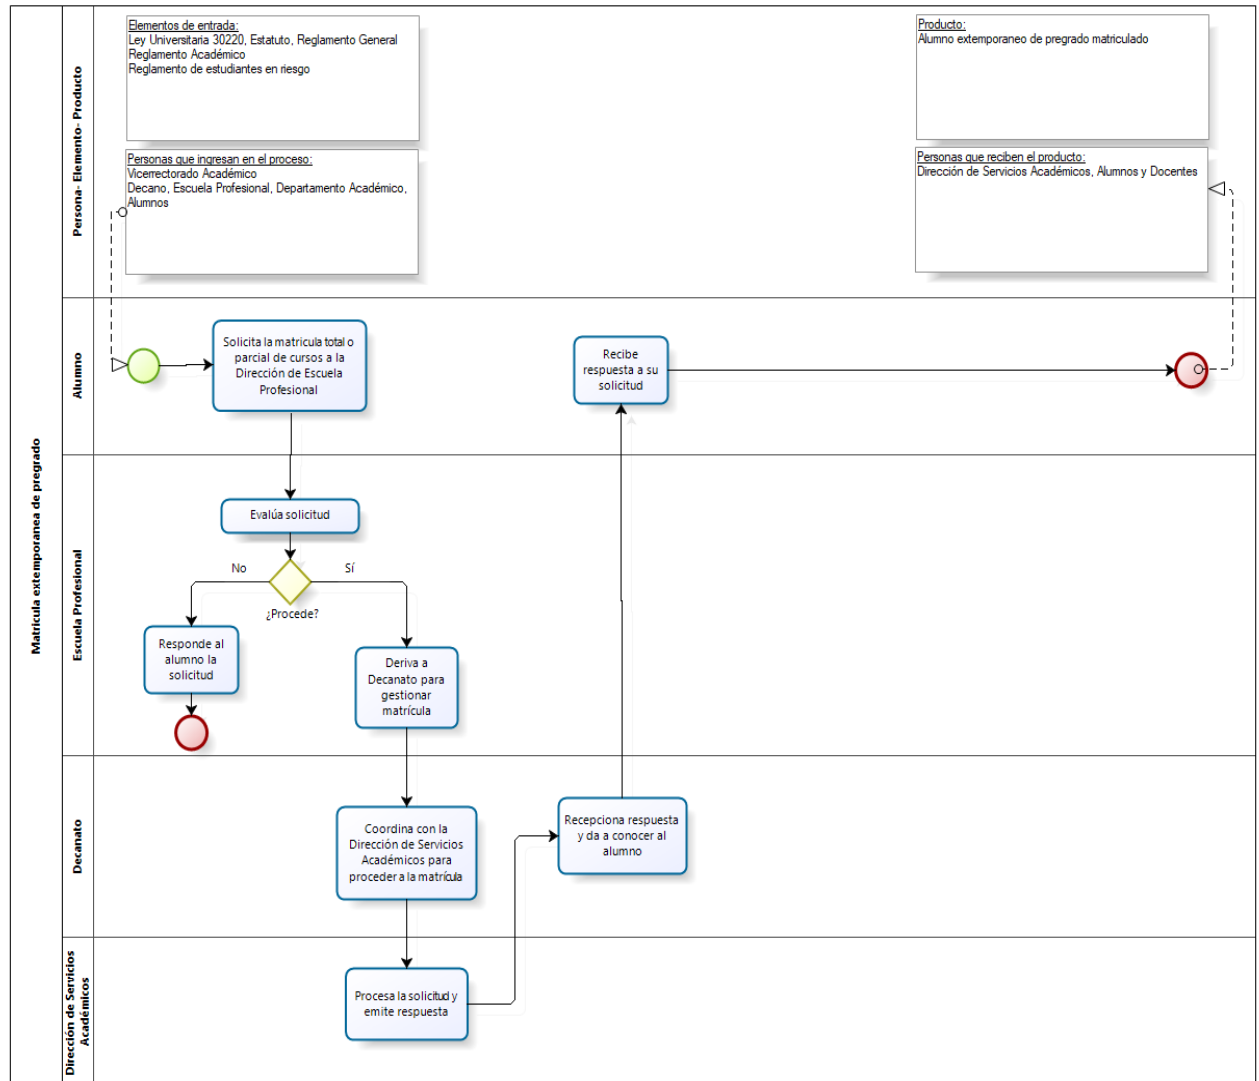 Matricula extemporanea de pregrado
Persona- Elemento- Producto
Elementos de entrada:
Ley Universitaria 30220, Estatuto, Reglamento General
Reglamento Académico
Reglamento de estudiantes en riesgo
Personas que ingresan en el proceso:
Vicerrectorado Académico
Decano, Escuela Profesional, Departamento Académico,
Alumnos
Producto:
Alumno extemporaneo de pregrado matriculado
Personas que reciben el producto:
Dirección de Servicios Académicos, Alumnos y Docentes
Alumno
Solicita la matricula total o
parcial de cursos a la
Dirección de Escuela
Profesional
Recibe
respuesta a su
solicitud
Escuela Profesional
Evalúa solicitud
No
Sí
¿Procede?
Responde al
alumno la
solicitud
Deriva a
Decanato para
gestionar
matrícula
Decanato
Coordina con la
Dirección de Servicios
Académicos para
proceder a la matrícula
Recepciona respuesta
y da a conocer al
alumno
Dirección de Servicios
Académicos
Procesa la solicitud y
emite respuesta